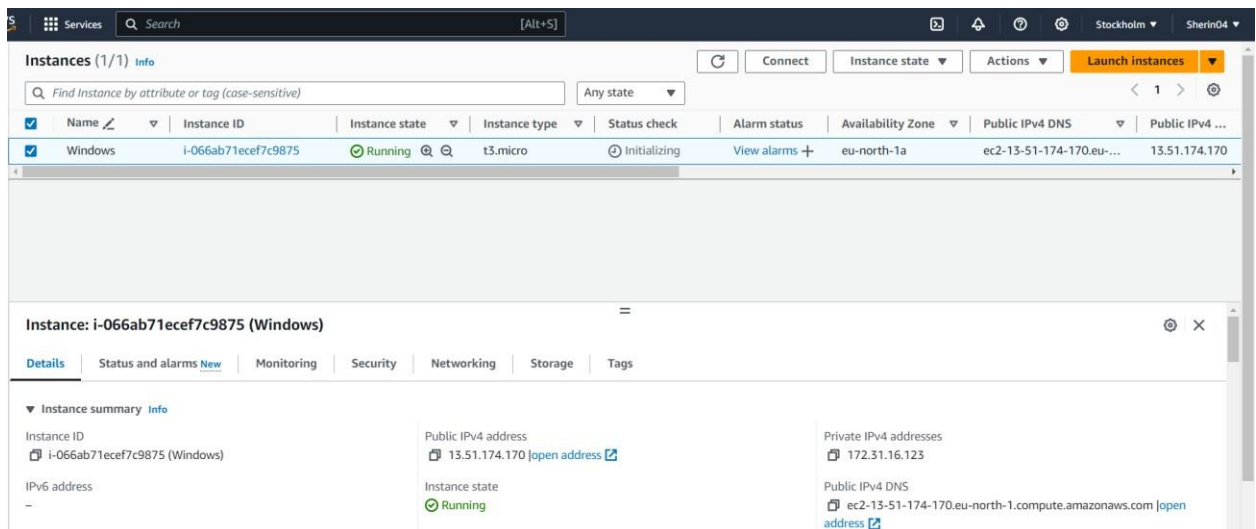 Services Search [Alt+S] Stockholm ▼ Sherin04 ▼
Instances (1/1) Info Connect Instance state ▼ Actions ▼ Launch instances ▼
Find Instance by attribute or tag (case-sensitive) Any state ▼ < 1 >
Name Instance ID Instance state Instance type Status check Alarm status Availability Zone Public IPv4 DNS Public IPv4 ...
Windows i-066ab71ecef7c9875 Running t3.micro Initializing View alarms + eu-north-1a ec2-13-51-174-170.eu-... 13.51.174.170
Instance: i-066ab71ecef7c9875 (Windows)
Details Status and alarms New Monitoring Security Networking Storage Tags
▼ Instance summary Info
Instance ID Public IPv4 address Private IPv4 addresses
i-066ab71ecef7c9875 (Windows) 13.51.174.170 |open address 172.31.16.123
IPv6 address Instance state Public IPv4 DNS
– Running ec2-13-51-174-170.eu-north-1.compute.amazonaws.com |open
address